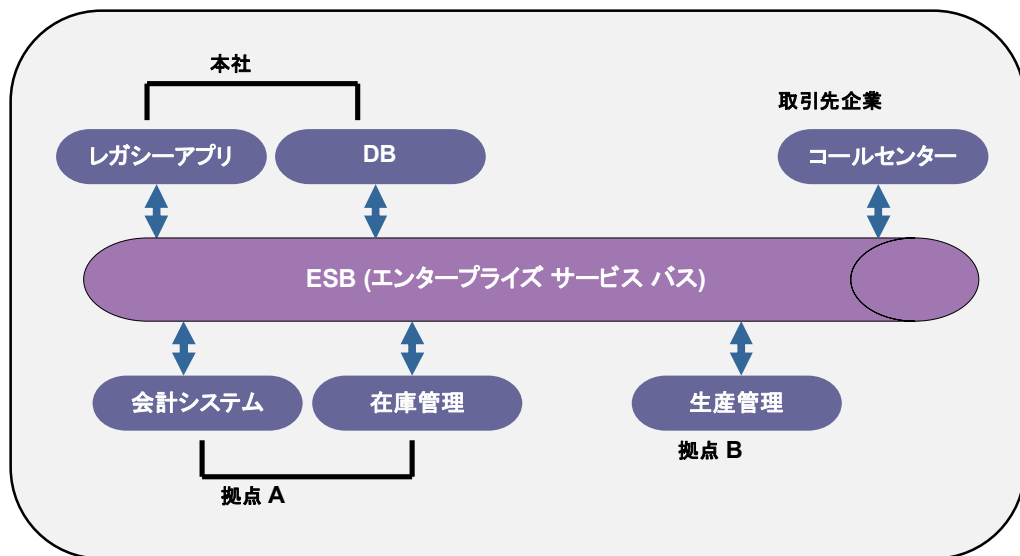 本社
取引先企業
レガシーアプリ
DB
コールセンター
ESB (エンタープライズ サービス バス)
会計システム
在庫管理
生産管理
拠点 B
拠点 A